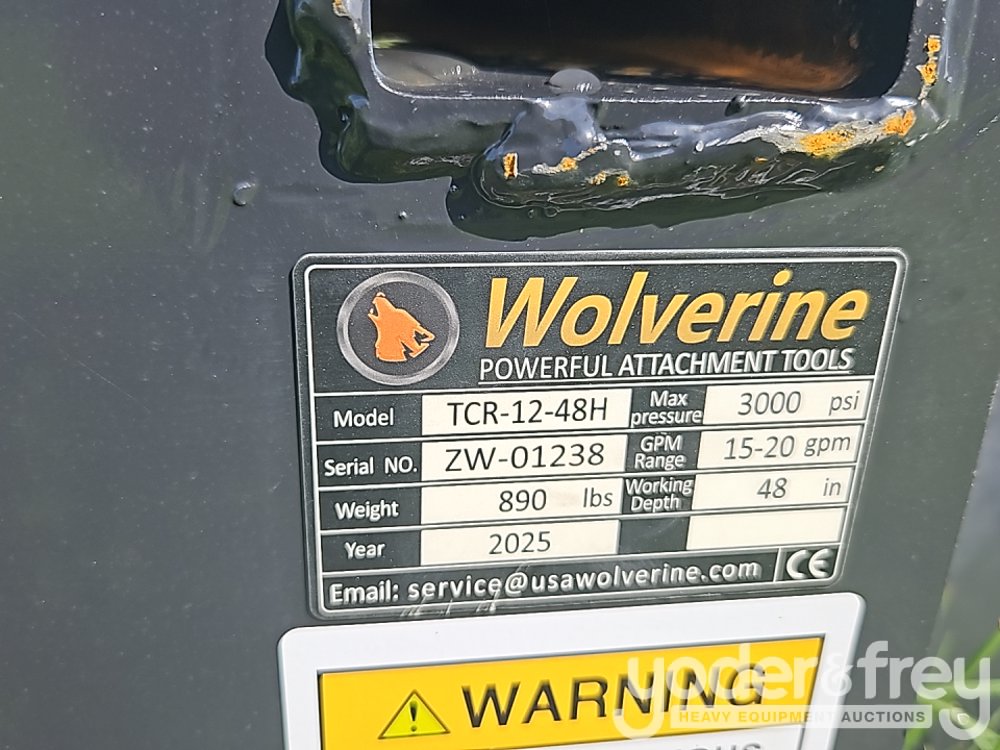 Wolverine
POWERFUL ATTACHMENT TOOLS
Model TCR-12-48H Max pressure 3000 psi
Serial NO. ZW-01238 GPM Range 15-20 gpm
Weight 890 lbs Working Depth 48 in
Year 2025
Email: service@usawolverine.com CE
WARNING
yoder&frey
HEAVY EQUIPMENT AUCTIONS